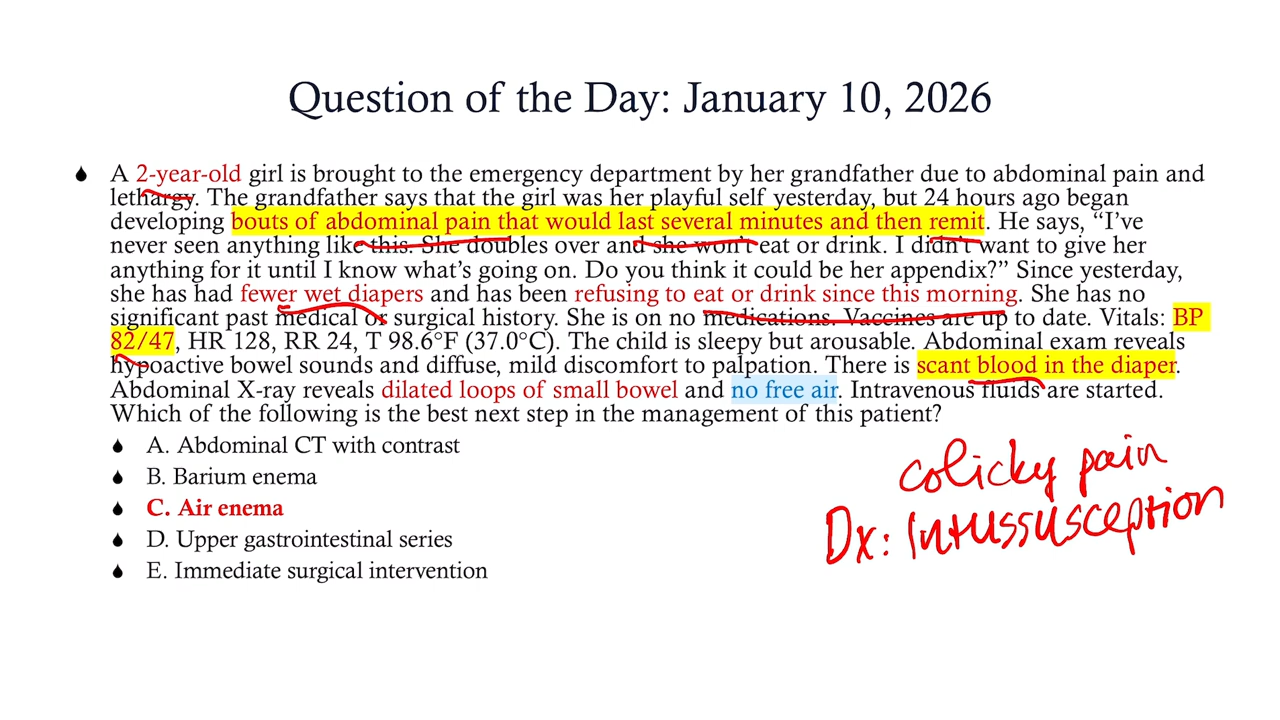 Question of the Day: January 10, 2026
A 2-year-old girl is brought to the emergency department by her grandfather due to abdominal pain and
lethargy. The grandfather says that the girl was her playful self yesterday, but 24 hours ago began
developing bouts of abdominal pain that would last several minutes and then remit. He says, “I’ve
never seen anything like this. She doubles over and she won’t eat or drink. I didn’t want to give her
anything for it until I know what’s going on. Do you think it could be her appendix?” Since yesterday,
she has had fewer wet diapers and has been refusing to eat or drink since this morning. She has no
significant past medical or surgical history. She is on no medications. Vaccines are up to date. Vitals: BP
82/47, HR 128, RR 24, T 98.6°F (37.0°C). The child is sleepy but arousable. Abdominal exam reveals
hypoactive bowel sounds and diffuse, mild discomfort to palpation. There is scant blood in the diaper.
Abdominal X-ray reveals dilated loops of small bowel and no free air. Intravenous fluids are started.
Which of the following is the best next step in the management of this patient?
A. Abdominal CT with contrast
B. Barium enema
C. Air enema
D. Upper gastrointestinal series
E. Immediate surgical intervention
colicky pain
Dx: Intussusception